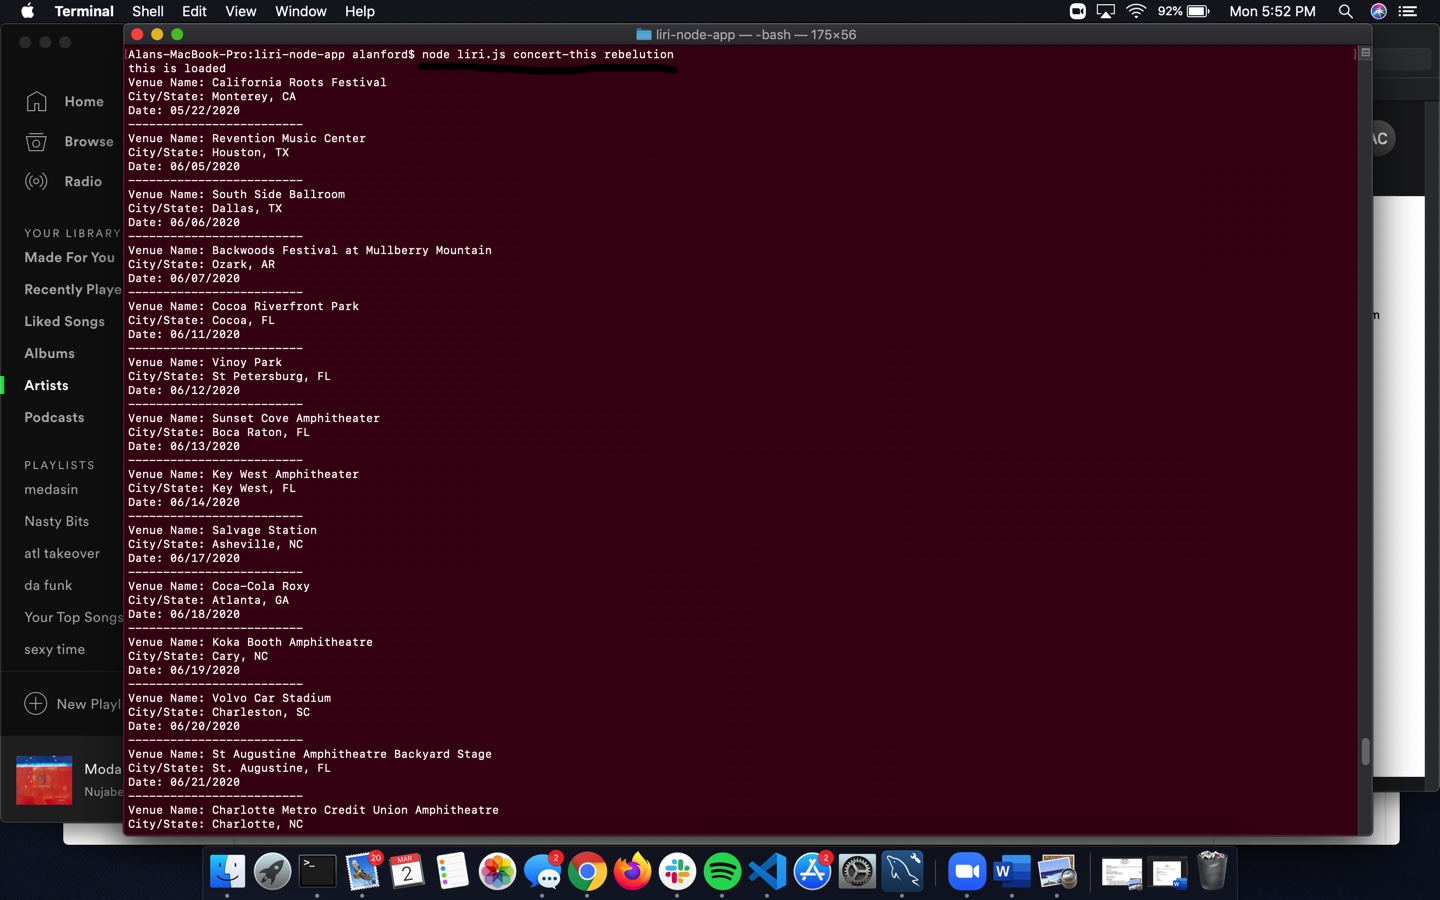 Terminal Shell Edit View Window Help 92% Mon 5:52 PM
liri-node-app — -bash — 175×56
Home
Browse
Radio
YOUR LIBRARY
Made For You
Recently Playe
Liked Songs
Albums
Artists
Podcasts
PLAYLISTS
medasin
Nasty Bits
atl takeover
da funk
Your Top Songs
sexy time
New Playl
Moda
Nujabe
[Alans-MacBook-Pro:liri-node-app alanford$ node liri.js concert-this rebelution ]
this is loaded
Venue Name: California Roots Festival
City/State: Monterey, CA
Date: 05/22/2020
-------------------------
Venue Name: Revention Music Center
City/State: Houston, TX
Date: 06/05/2020
-------------------------
Venue Name: South Side Ballroom
City/State: Dallas, TX
Date: 06/06/2020
-------------------------
Venue Name: Backwoods Festival at Mullberry Mountain
City/State: Ozark, AR
Date: 06/07/2020
-------------------------
Venue Name: Cocoa Riverfront Park
City/State: Cocoa, FL
Date: 06/11/2020
-------------------------
Venue Name: Vinoy Park
City/State: St Petersburg, FL
Date: 06/12/2020
-------------------------
Venue Name: Sunset Cove Amphitheater
City/State: Boca Raton, FL
Date: 06/13/2020
-------------------------
Venue Name: Key West Amphitheater
City/State: Key West, FL
Date: 06/14/2020
-------------------------
Venue Name: Salvage Station
City/State: Asheville, NC
Date: 06/17/2020
-------------------------
Venue Name: Coca-Cola Roxy
City/State: Atlanta, GA
Date: 06/18/2020
-------------------------
Venue Name: Koka Booth Amphitheatre
City/State: Cary, NC
Date: 06/19/2020
-------------------------
Venue Name: Volvo Car Stadium
City/State: Charleston, SC
Date: 06/20/2020
-------------------------
Venue Name: St Augustine Amphitheatre Backyard Stage
City/State: St. Augustine, FL
Date: 06/21/2020
-------------------------
Venue Name: Charlotte Metro Credit Union Amphitheatre
City/State: Charlotte, NC
AC
m
>_
20
MAR
2
2
2
W